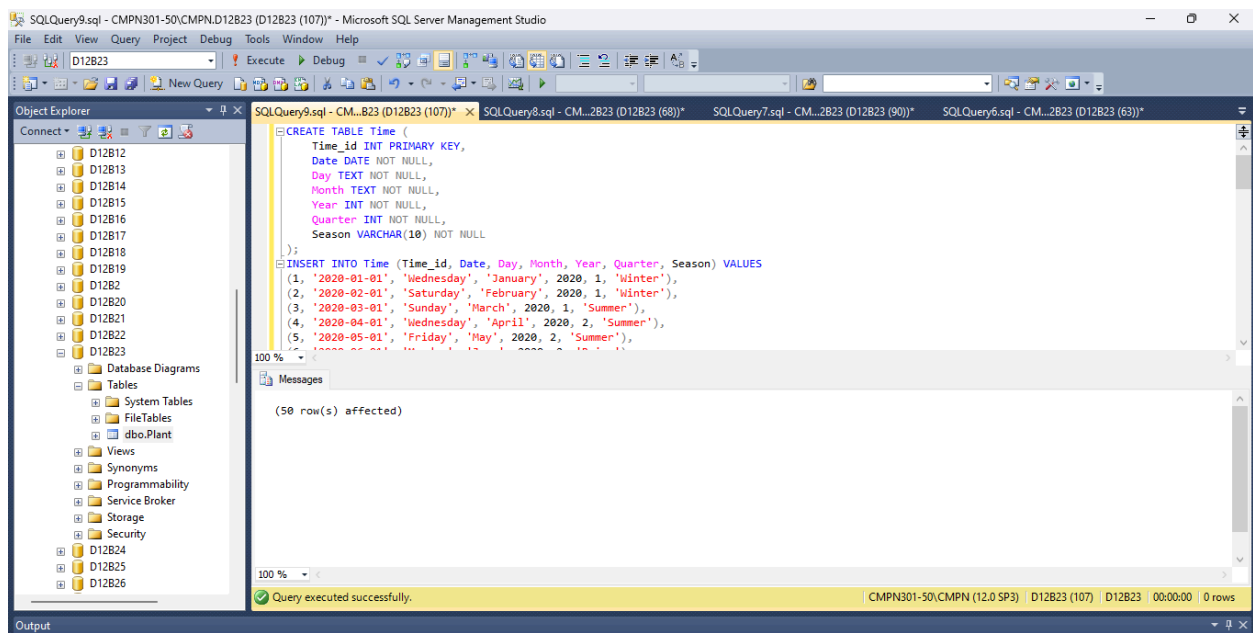 SQLQuery9.sql - CMPN301-50\CMPN.D12B23 (D12B23 (107))* - Microsoft SQL Server Management Studio
File Edit View Query Project Debug Tools Window Help
D12B23 Execute Debug
New Query
Object Explorer
Connect
D12B12
D12B13
D12B14
D12B15
D12B16
D12B17
D12B18
D12B19
D12B2
D12B20
D12B21
D12B22
D12B23
Database Diagrams
Tables
System Tables
FileTables
dbo.Plant
Views
Synonyms
Programmability
Service Broker
Storage
Security
D12B24
D12B25
D12B26
SQLQuery9.sql - CM...B23 (D12B23 (107))* SQLQuery8.sql - CM...2B23 (D12B23 (68))* SQLQuery7.sql - CM...2B23 (D12B23 (90))* SQLQuery6.sql - CM...2B23 (D12B23 (63))*
CREATE TABLE Time (
Time_id INT PRIMARY KEY,
Date DATE NOT NULL,
Day TEXT NOT NULL,
Month TEXT NOT NULL,
Year INT NOT NULL,
Quarter INT NOT NULL,
Season VARCHAR(10) NOT NULL
);
INSERT INTO Time (Time_id, Date, Day, Month, Year, Quarter, Season) VALUES
(1, '2020-01-01', 'Wednesday', 'January', 2020, 1, 'Winter'),
(2, '2020-02-01', 'Saturday', 'February', 2020, 1, 'Winter'),
(3, '2020-03-01', 'Sunday', 'March', 2020, 1, 'Summer'),
(4, '2020-04-01', 'Wednesday', 'April', 2020, 2, 'Summer'),
(5, '2020-05-01', 'Friday', 'May', 2020, 2, 'Summer'),
100 %
Messages
(50 row(s) affected)
100 %
Query executed successfully. CMPN301-50\CMPN (12.0 SP3) D12B23 (107) D12B23 00:00:00 0 rows
Output